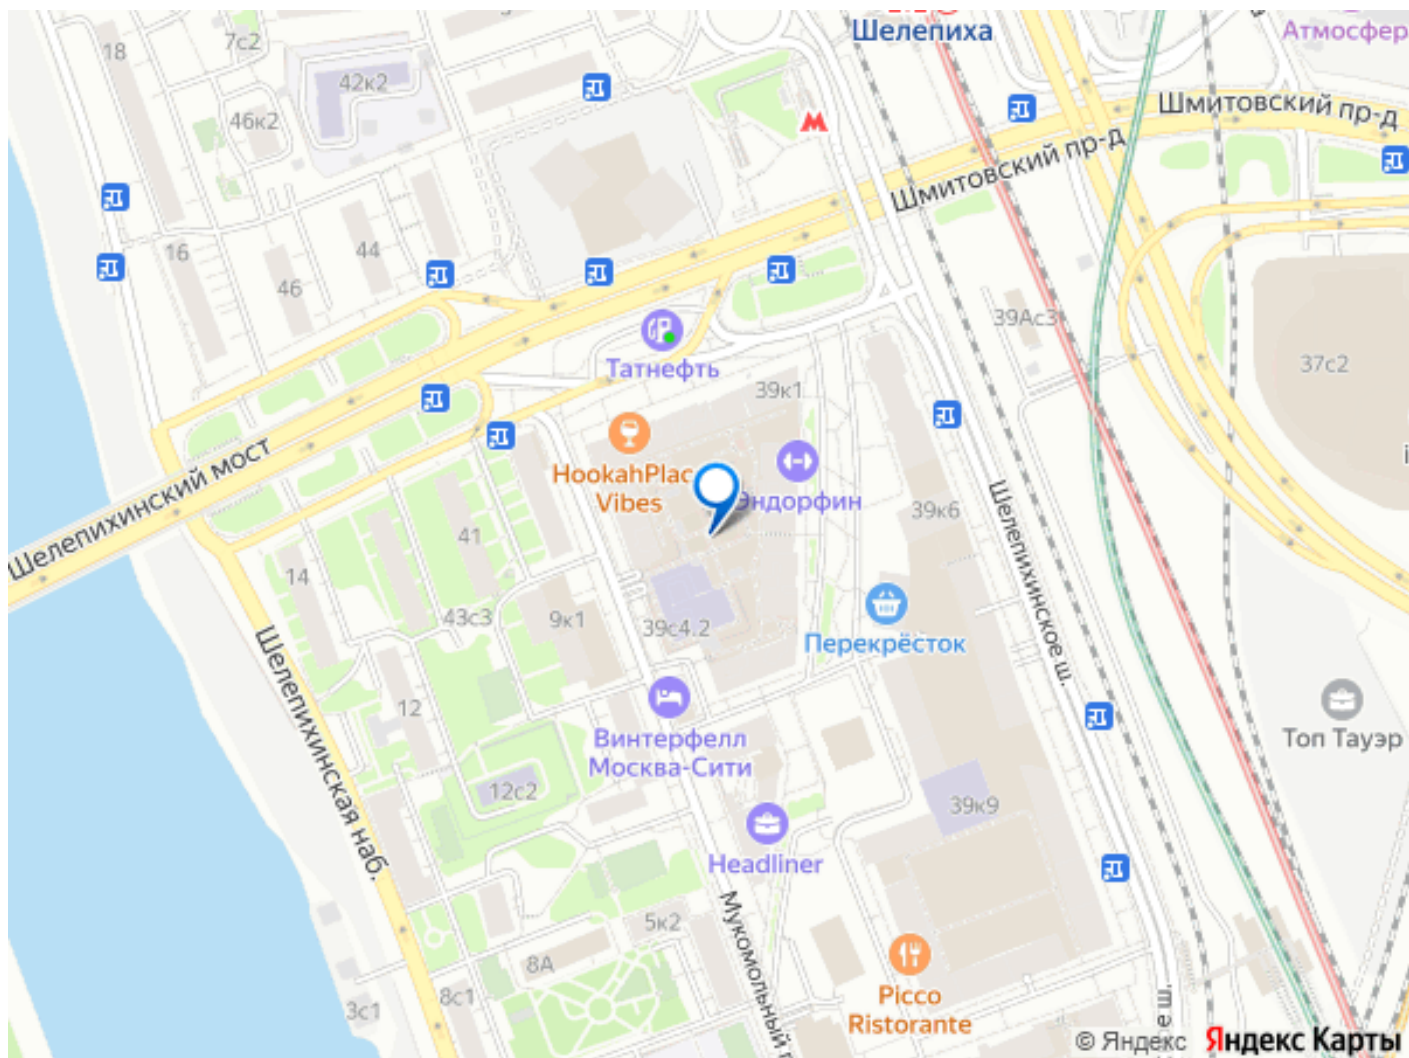 Шелепиха
Атмосфер
18
7с2
42к2
46к2
Шмитовский пр-д
Шмитовский пр-д
16
44
46
39Ас3
37с2
Татнефть
39к1
HookahPlac
Vibes
Эндорфин
39к6
Шелепихинский мост
41
14
43с3
9к1
39с4.2
Перекрёсток
Шелепихинское ш.
Шелепихинская наб.
12
Винтерфелл
Москва-Сити
Топ Тауэр
12с2
39к9
Headliner
Мукомольный п
5к2
8А
8с1
3с1
Picco
Ristorante
е ш.
© Яндекс Яндекс Карты